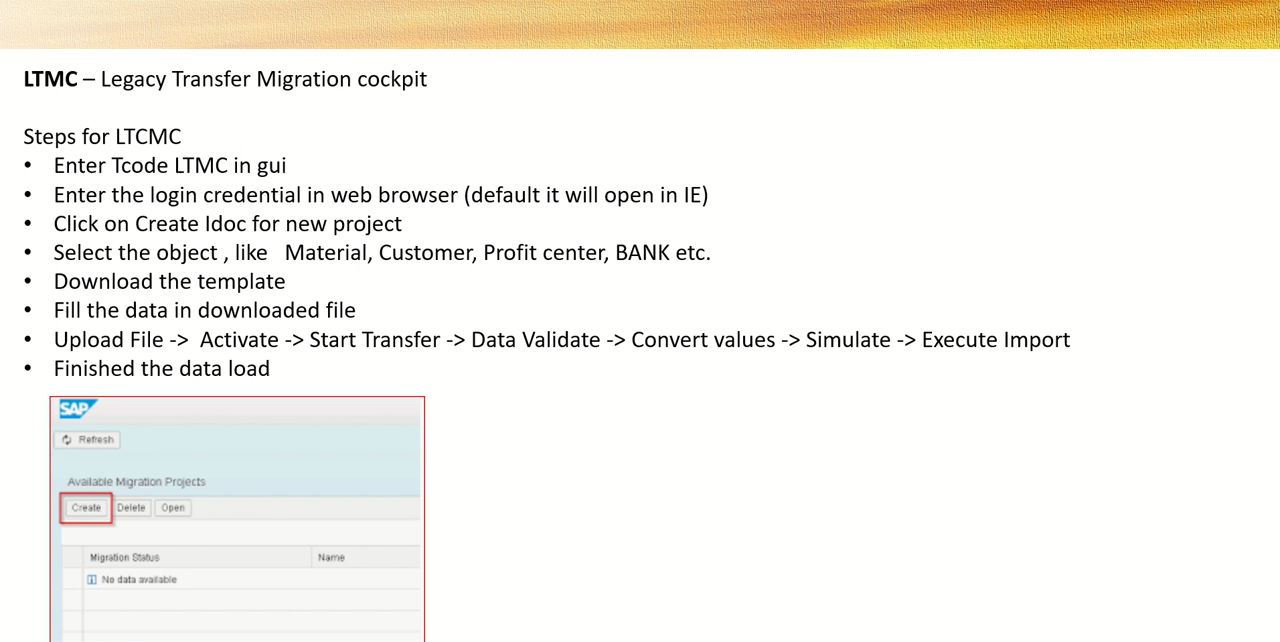 LTMC – Legacy Transfer Migration cockpit
Steps for LTCMC
• Enter Tcode LTMC in gui
• Enter the login credential in web browser (default it will open in IE)
• Click on Create Idoc for new project
• Select the object , like   Material, Customer, Profit center, BANK etc.
• Download the template
• Fill the data in downloaded file
• Upload File ->  Activate -> Start Transfer -> Data Validate -> Convert values -> Simulate -> Execute Import
• Finished the data load
SAP
Refresh
Available Migration Projects
Create Delete Open
Migration Status Name
No data available